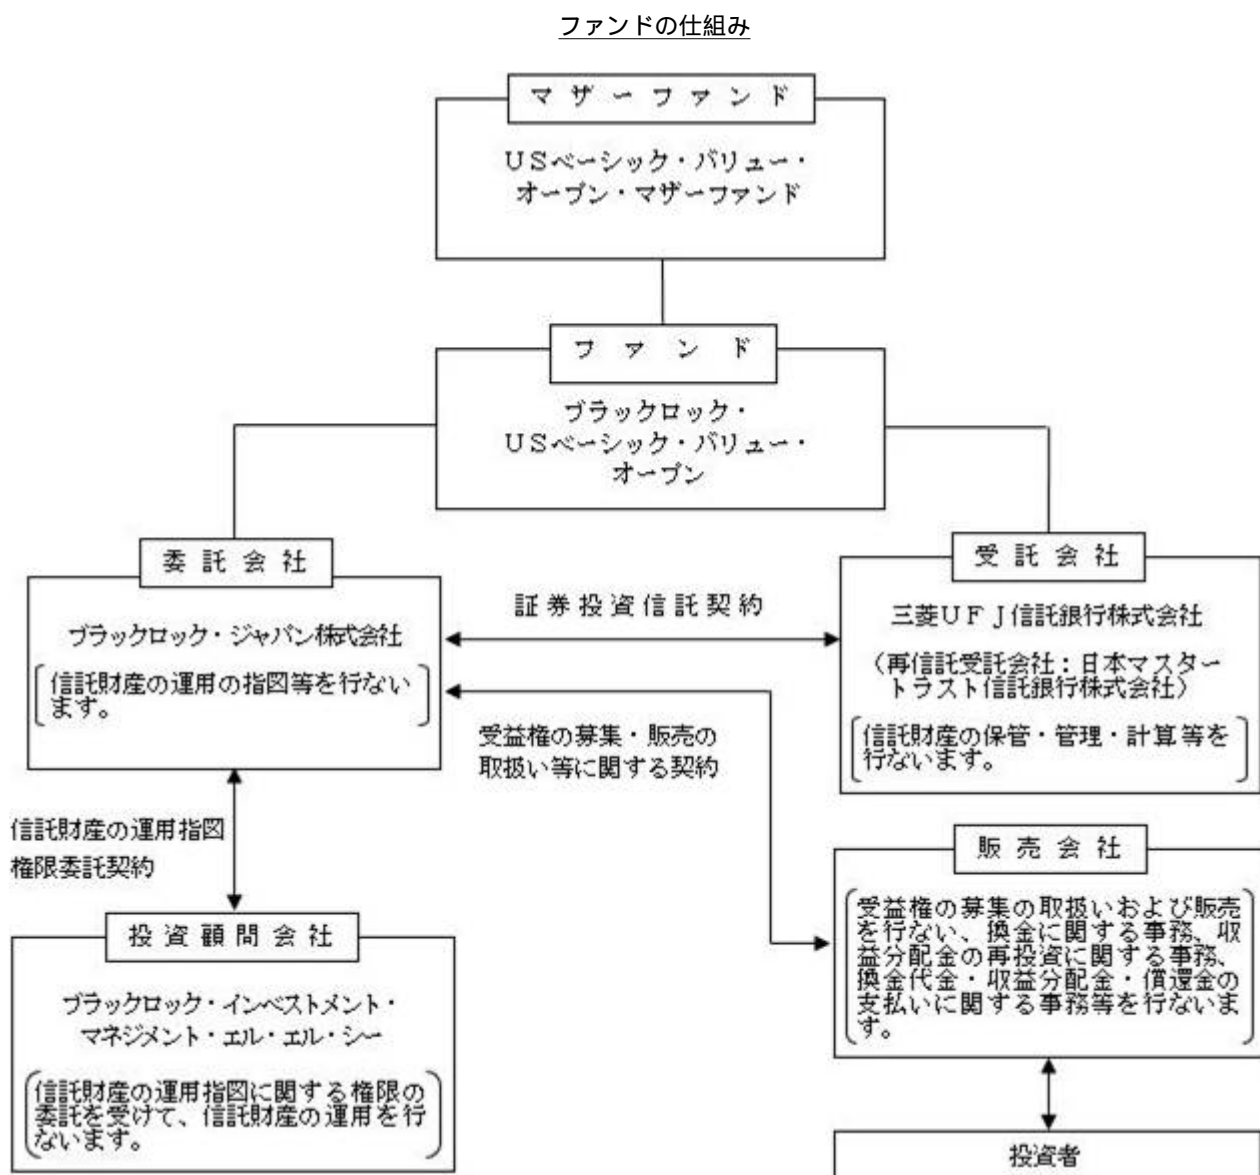 ファンドの仕組み
マザーファンド
USベーシック・バリュー・
オープン・マザーファンド
ファンド
ブラックロック・
USベーシック・バリュー・
オープン
委託会社
ブラックロック・ジャパン株式会社
信託財産の運用の指図等を行ない
ます。
証券投資信託契約
受託会社
三菱UFJ信託銀行株式会社
(再信託受託会社:日本マスター
トラスト信託銀行株式会社)
信託財産の保管・管理・計算等を
行ないます。
受益権の募集・販売の
取扱い等に関する契約
信託財産の運用指図
権限委託契約
投資顧問会社
ブラックロック・インベストメント・
マネジメント・エル・エル・シー
信託財産の運用指図に関する権限の
委託を受けて、信託財産の運用を行
ないます。
販売会社
受益権の募集の取扱いおよび販売
を行ない、換金に関する事務、収
益分配金の再投資に関する事務、
換金代金・収益分配金・償還金の
支払いに関する事務等を行ないま
す。
投資者